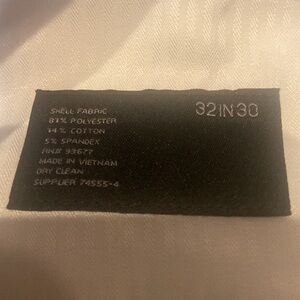 SHELL FABRIC
81% POLYESTER
14% COTTON
5% SPANDEX
RN# 93677
MADE IN VIETNAM
DRY CLEAN
SUPPLIER 74555-4
32IN30